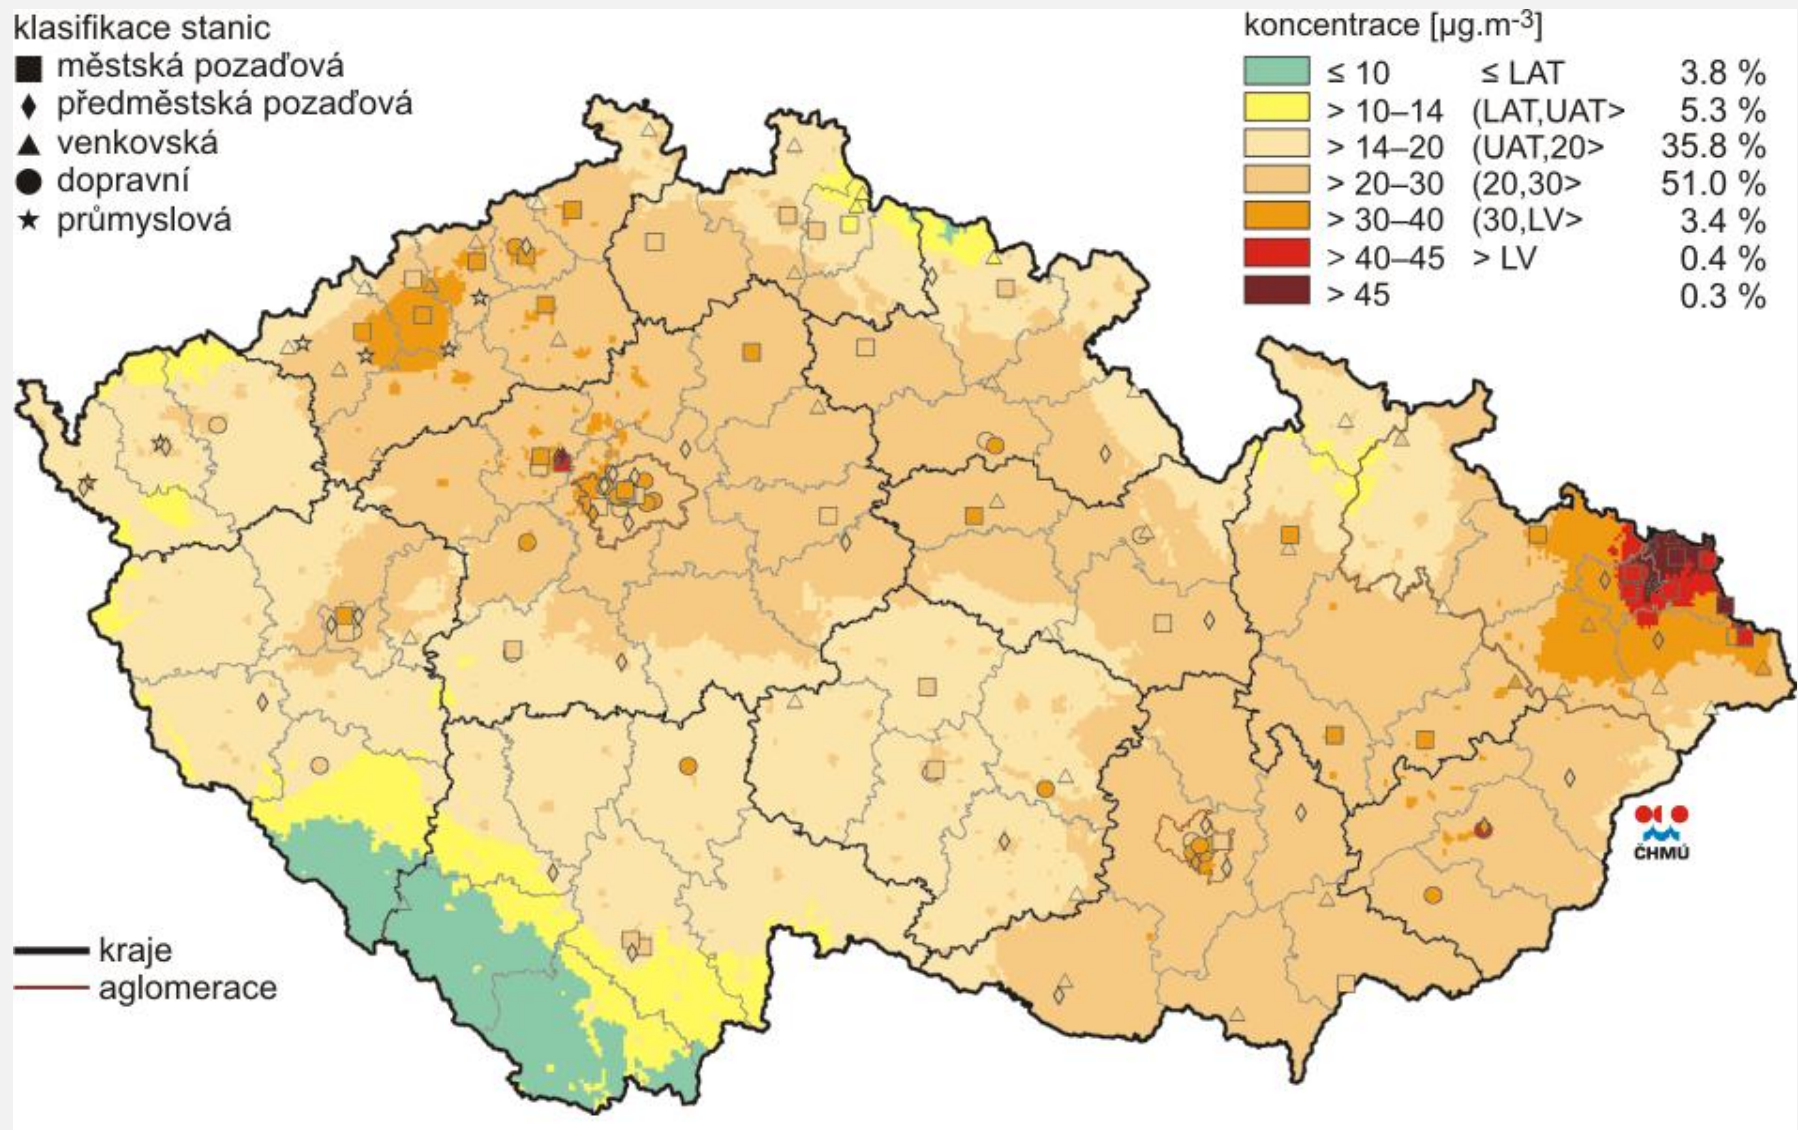 klasifikace stanic
městská pozaďová
předměstská pozaďová
venkovská
dopravní
průmyslová
koncentrace [µg.m-3]
≤ 10 ≤ LAT 3.8 %
> 10–14 (LAT,UAT> 5.3 %
> 14–20 (UAT,20> 35.8 %
> 20–30 (20,30> 51.0 %
> 30–40 (30,LV> 3.4 %
> 40–45 > LV 0.4 %
> 45 0.3 %
ČHMÚ
kraje
aglomerace